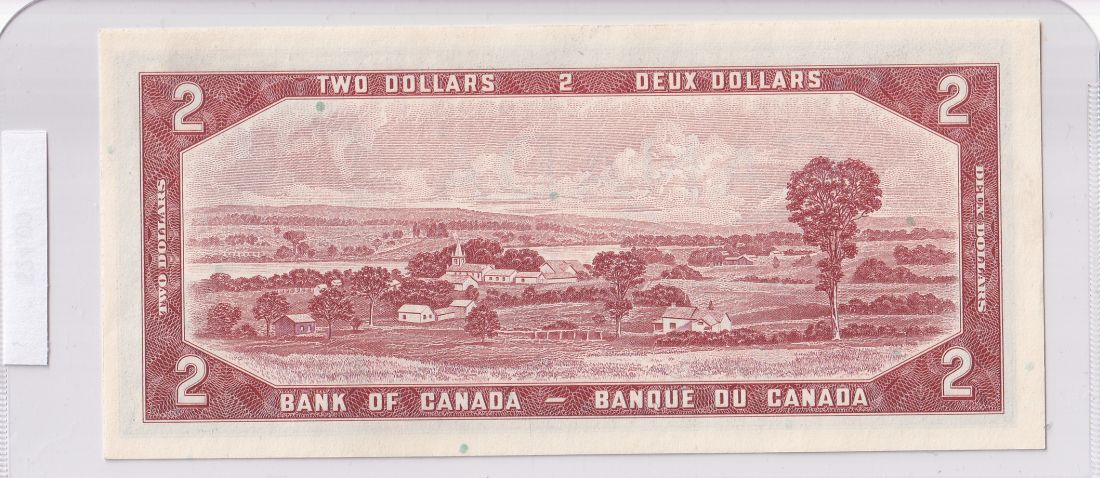 TWO DOLLARS 2 DEUX DOLLARS
2 2
TWO DOLLARS
DEUX DOLLARS
2 2
BANK OF CANADA – BANQUE DU CANADA